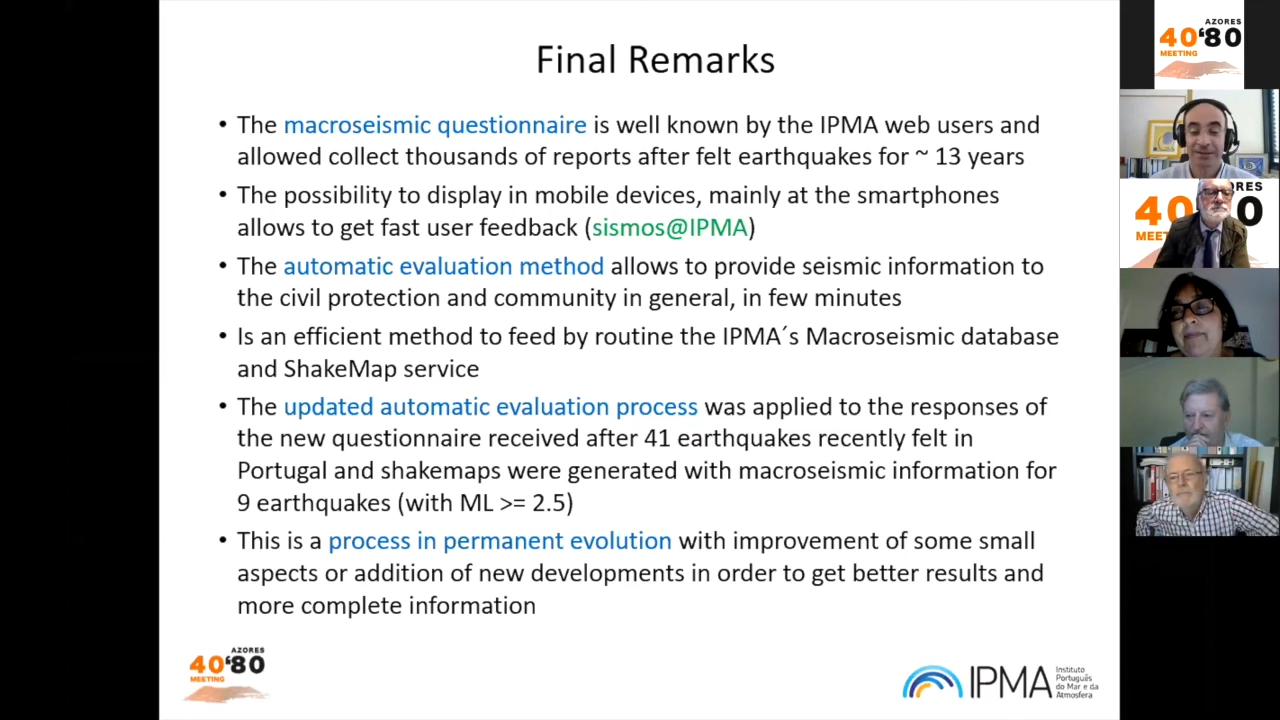 Final Remarks
• The macroseismic questionnaire is well known by the IPMA web users and
allowed collect thousands of reports after felt earthquakes for ~ 13 years
• The possibility to display in mobile devices, mainly at the smartphones
allows to get fast user feedback (sismos@IPMA)
• The automatic evaluation method allows to provide seismic information to
the civil protection and community in general, in few minutes
• Is an efficient method to feed by routine the IPMA´s Macroseismic database
and ShakeMap service
• The updated automatic evaluation process was applied to the responses of
the new questionnaire received after 41 earthquakes recently felt in
Portugal and shakemaps were generated with macroseismic information for
9 earthquakes (with ML >= 2.5)
• This is a process in permanent evolution with improvement of some small
aspects or addition of new developments in order to get better results and
more complete information
AZORES
40‘80
MEETING
IPMA
Instituto
Português
do Mar e da
Atmosfera
AZORES
40‘80
MEETING